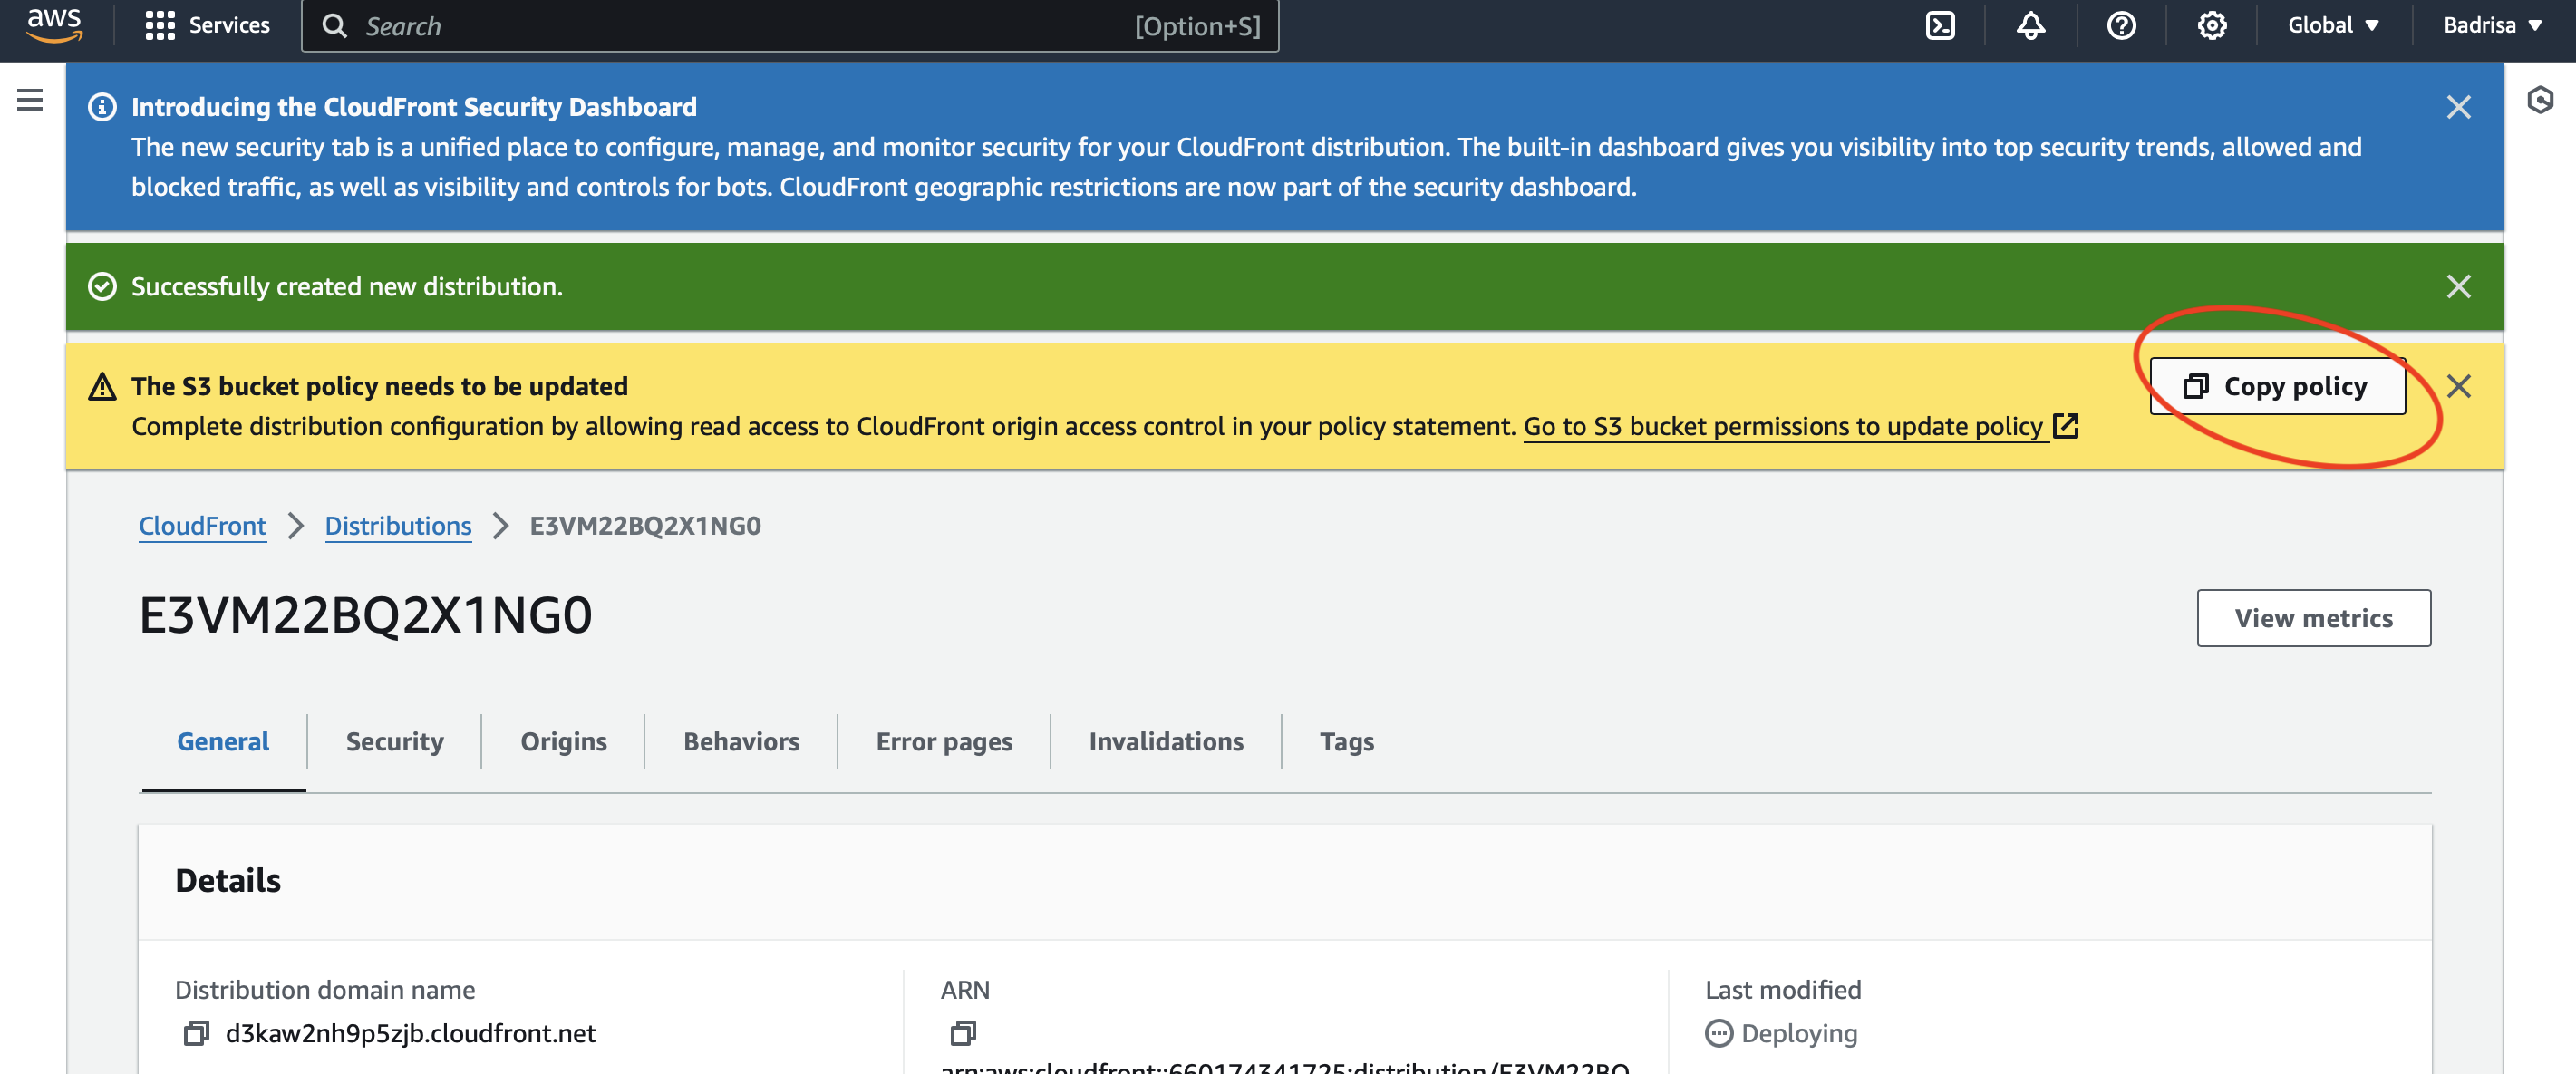 aws Services Search [Option+S] Global Badrisa
Introducing the CloudFront Security Dashboard
The new security tab is a unified place to configure, manage, and monitor security for your CloudFront distribution. The built-in dashboard gives you visibility into top security trends, allowed and
blocked traffic, as well as visibility and controls for bots. CloudFront geographic restrictions are now part of the security dashboard.
Successfully created new distribution.
The S3 bucket policy needs to be updated
Copy policy
Complete distribution configuration by allowing read access to CloudFront origin access control in your policy statement. Go to S3 bucket permissions to update policy
CloudFront > Distributions > E3VM22BQ2X1NG0
E3VM22BQ2X1NG0
View metrics
General Security Origins Behaviors Error pages Invalidations Tags
Details
Distribution domain name
d3kaw2nh9p5zjb.cloudfront.net
ARN
arn:aws:cloudfront::660174341725:distribution/E3VM22BQ
Last modified
Deploying